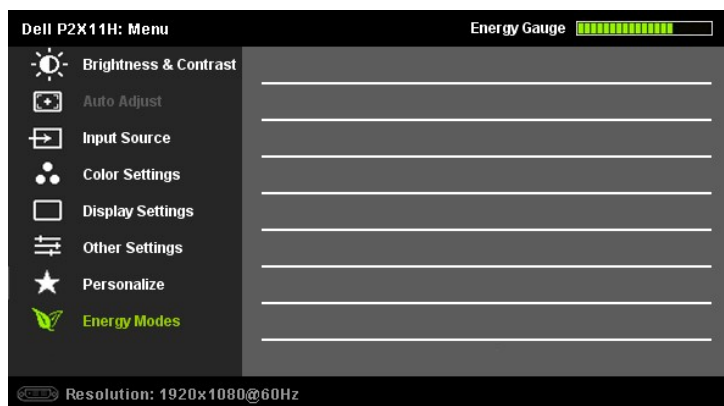 Dell P2X11H: Menu Energy Gauge
Brightness & Contrast
Auto Adjust
Input Source
Color Settings
Display Settings
Other Settings
Personalize
Energy Modes
Resolution: 1920x1080@60Hz